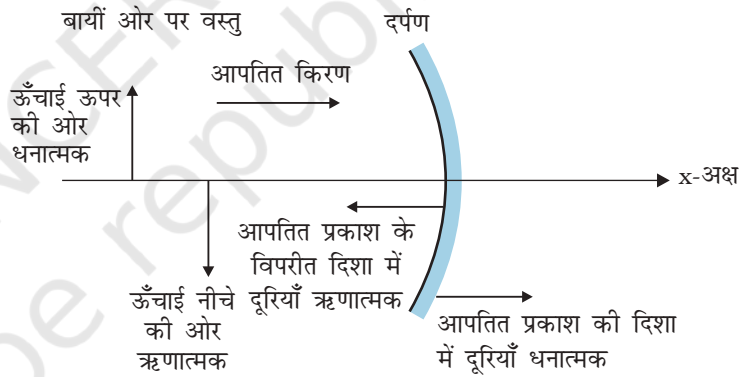 बायीं ओर पर वस्तु
दर्पण
आपतित किरण
ऊँचाई ऊपर
की ओर
धनात्मक
x-अक्ष
आपतित प्रकाश के
विपरीत दिशा में
दूरियाँ ऋणात्मक
ऊँचाई नीचे
की ओर
ऋणात्मक
आपतित प्रकाश की दिशा
में दूरियाँ धनात्मक